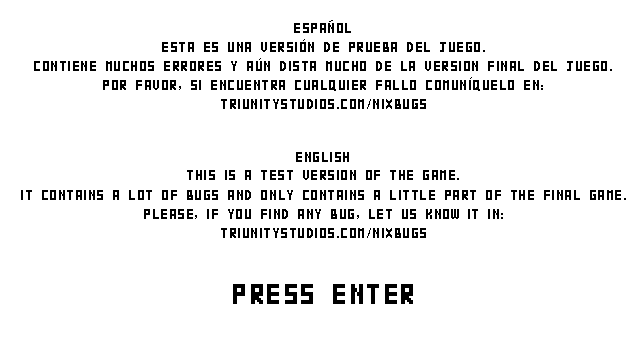 ESPAÑOL
ESTA ES UNA VERSIÓN DE PRUEBA DEL JUEGO.
CONTIENE MUCHOS ERRORES Y AÚN DISTA MUCHO DE LA VERSION FINAL DEL JUEGO.
POR FAVOR, SI ENCUENTRA CUALQUIER FALLO COMUNÍQUELO EN:
TRIUNITYSTUDIOS.COM/NIXBUGS
ENGLISH
THIS IS A TEST VERSION OF THE GAME.
IT CONTAINS A LOT OF BUGS AND ONLY CONTAINS A LITTLE PART OF THE FINAL GAME.
PLEASE, IF YOU FIND ANY BUG, LET US KNOW IT IN:
TRIUNITYSTUDIOS.COM/NIXBUGS
PRESS ENTER